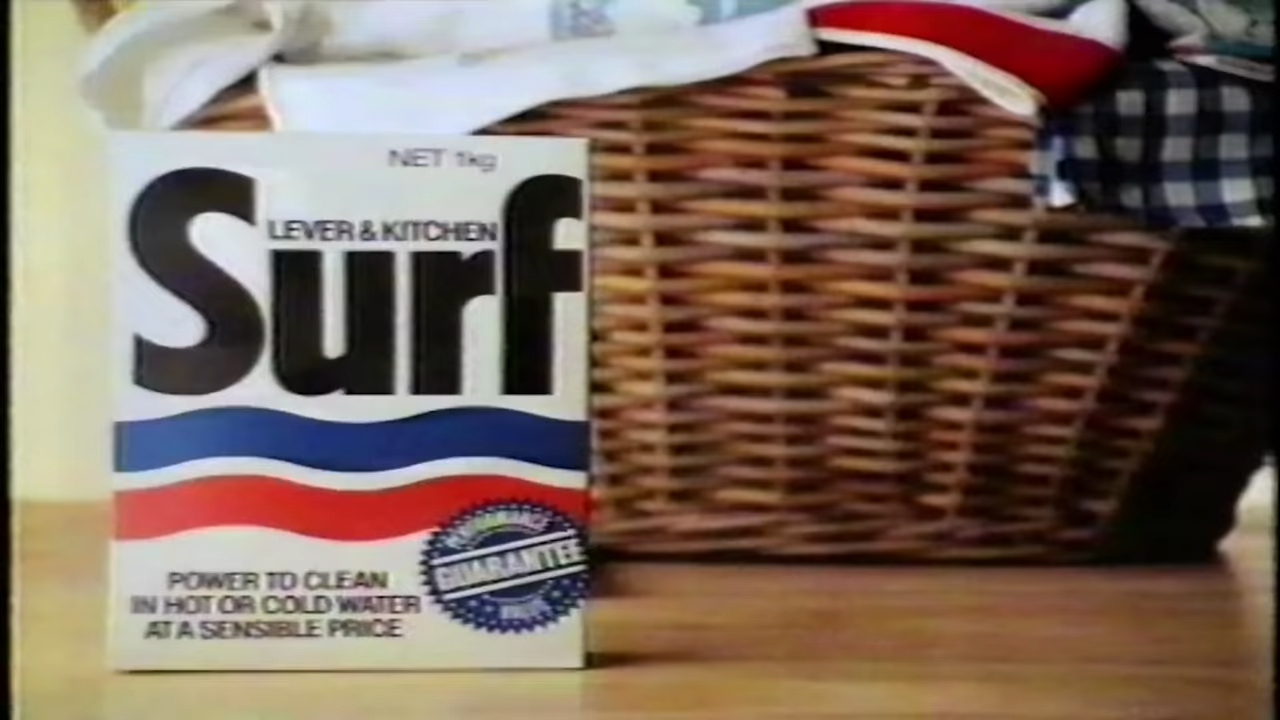 NET 1kg
Surf
LEVER & KITCHEN
POWER TO CLEAN
IN HOT OR COLD WATER
AT A SENSIBLE PRICE
GUARANTEE